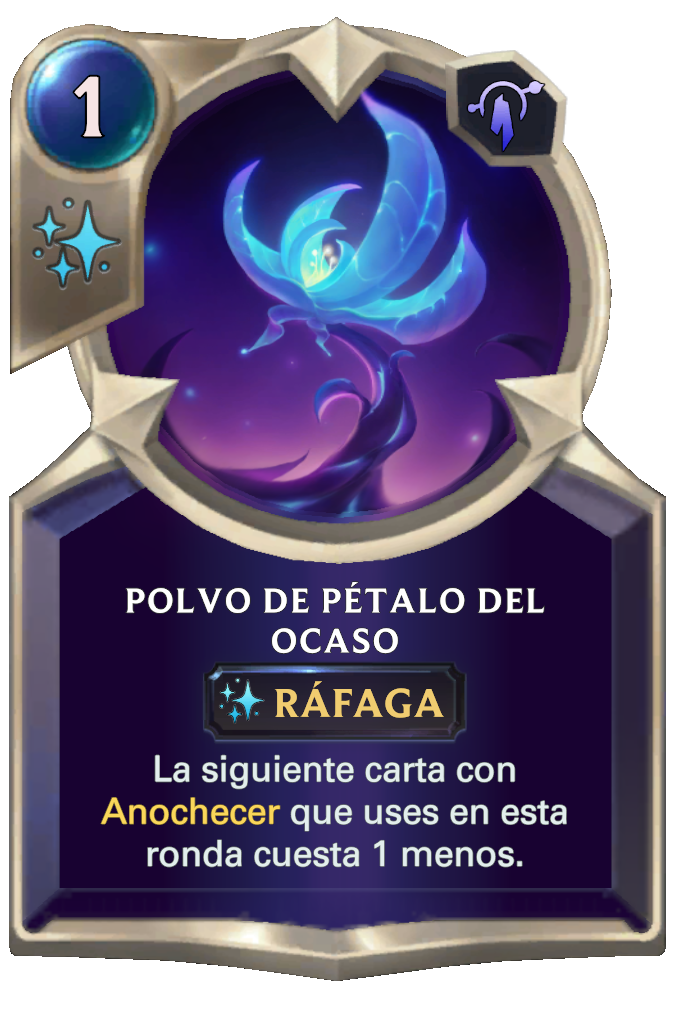 1
POLVO DE PÉTALO DEL
OCASO
RÁFAGA
La siguiente carta con
Anochecer que uses en esta
ronda cuesta 1 menos.